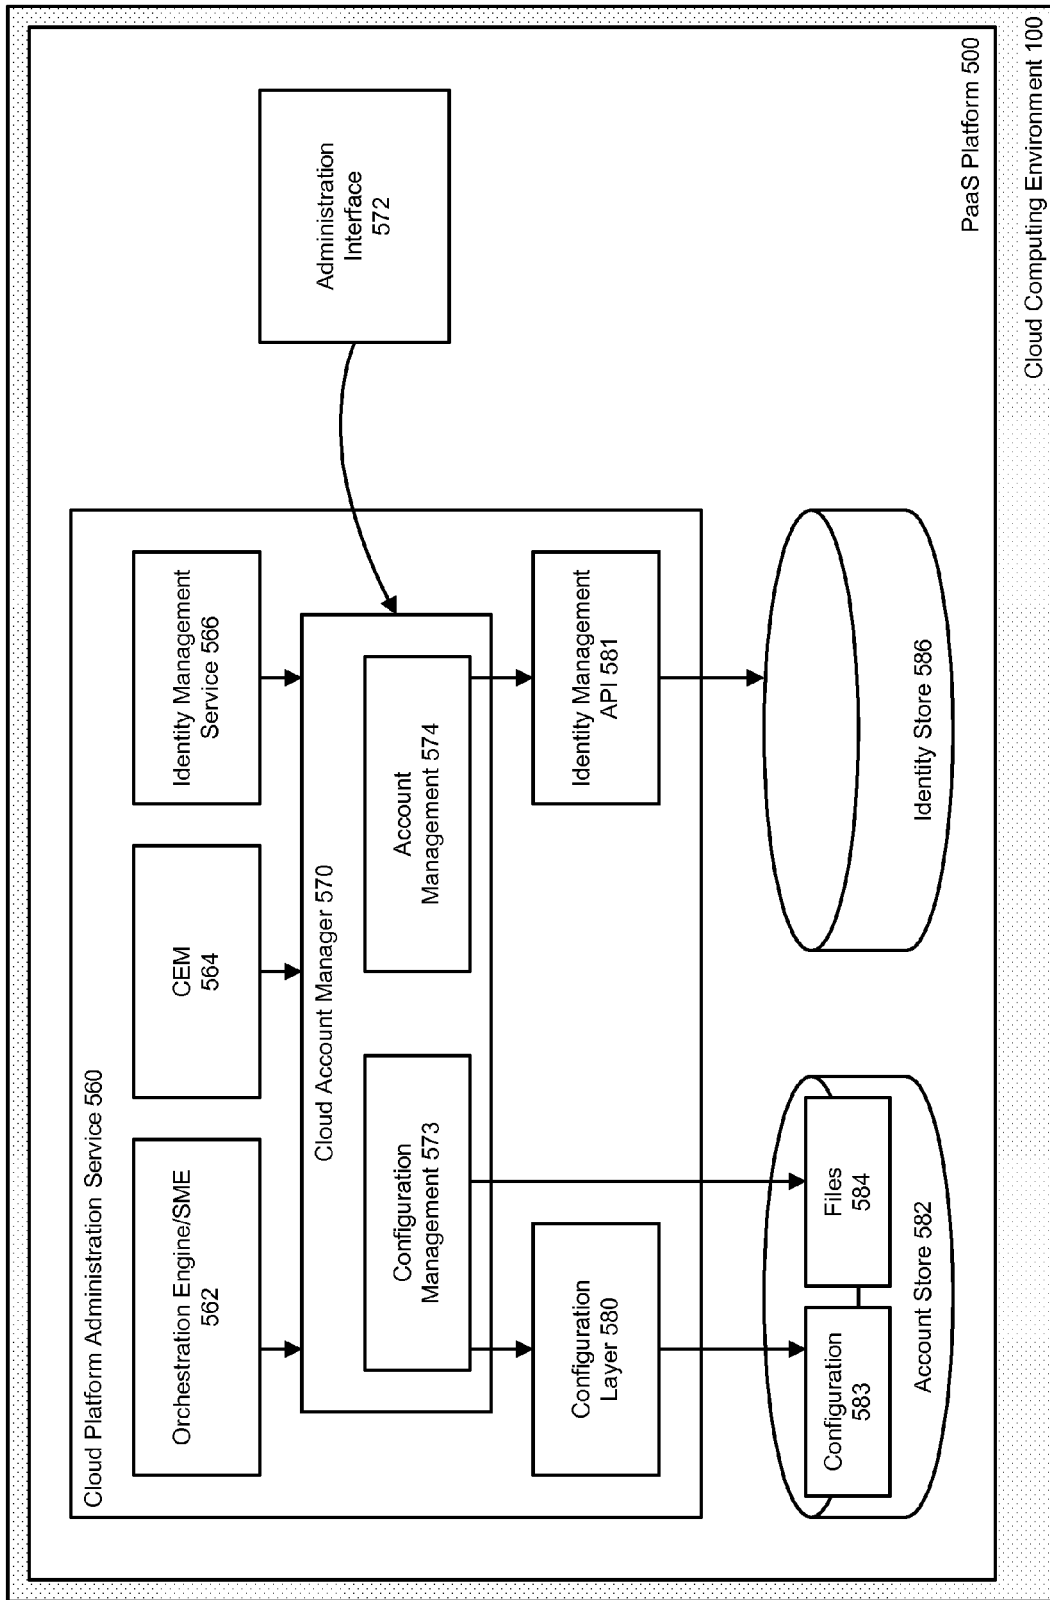 Cloud Platform Administration Service 560
Orchestration Engine/SME
562
CEM
564
Identity Management
Service 566
Administration
Interface
572
Cloud Account Manager 570
Configuration
Management 573
Account
Management 574
Configuration
Layer 580
Identity Management
API 581
Configuration
583
Files
584
Account Store 582
Identity Store 586
PaaS Platform 500
Cloud Computing Environment 100